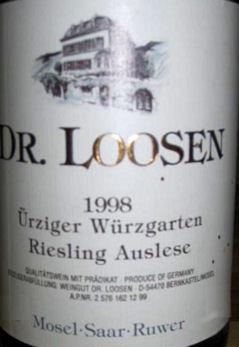 DR. LOOSEN
1998
Ürziger Würzgarten
Riesling Auslese
QUALITÄTSWEIN MIT PRÄDIKAT · PRODUCE OF GERMANY
WEINGUT DR. LOOSEN · D-54470 BERNKASTEL/MOSEL
A.P.NR. 2 576 162 12 99
Mosel·Saar·Ruwer